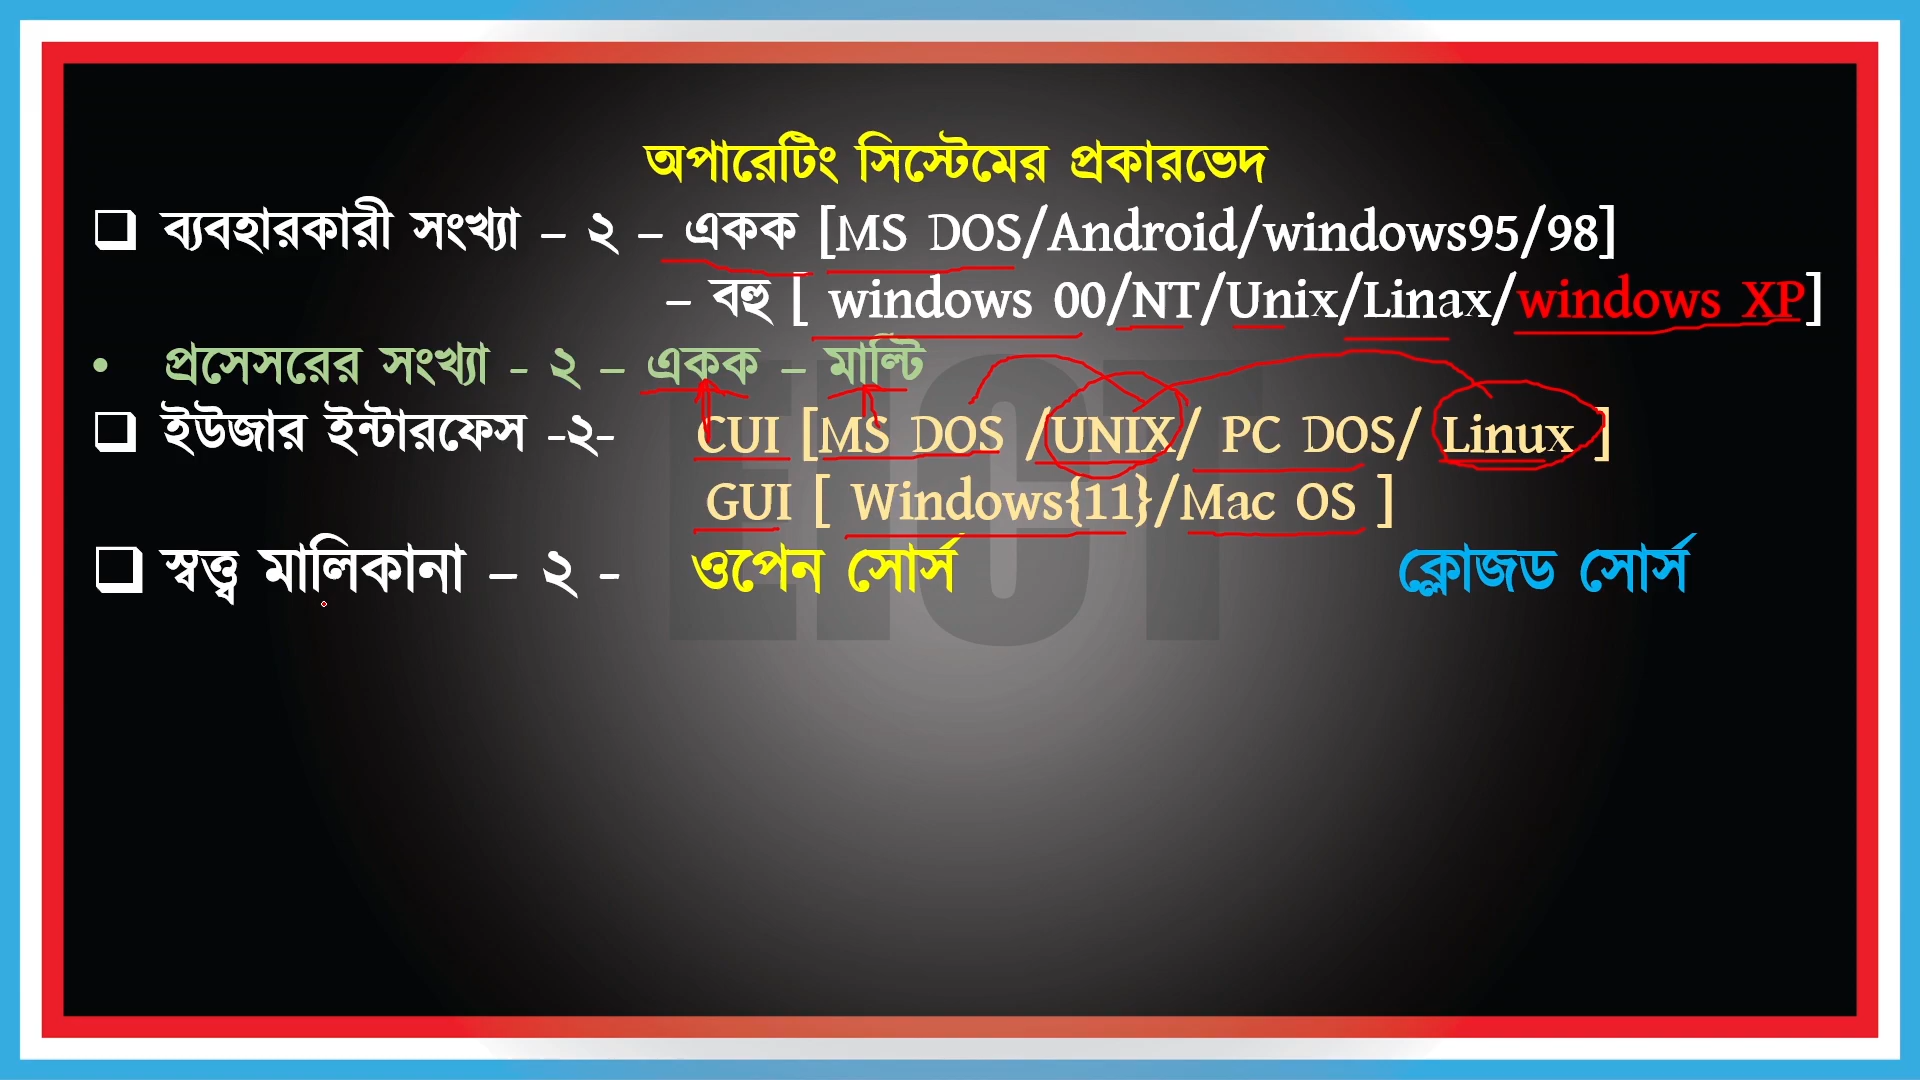 অপারেটিং সিস্টেমের প্রকারভেদ
❑ ব্যবহারকারী সংখ্যা – ২ – একক [MS DOS/Android/windows95/98]
– বহু [ windows 00/NT/Unix/Linax/windows XP]
• প্রসেসরের সংখ্যা - ২ – একক – মাল্টি
❑ ইউজার ইন্টারফেস -২- CUI [MS DOS /UNIX/ PC DOS/ Linux ]
GUI [ Windows{11}/Mac OS ]
❑ স্বত্ত্ব মালিকানা – ২ - ওপেন সোর্স ক্লোজড সোর্স
EICT